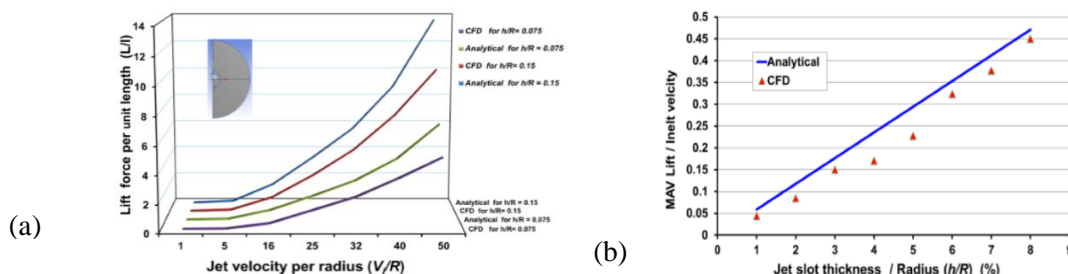 (a)
Lift force per unit length (L/l)
14
12
10
8
6
4
2
0
1 5 16 25 32 40 50
Jet velocity per radius (Vj/R)
CFD for h/R= 0.075
Analytical for h/R = 0.075
CFD for h/R = 0.15
Analytical for h/R = 0.15
Analytical for h/R = 0.15
CFD for h/R= 0.15
Analytical for h/R = 0.075
CFD for h/R= 0.075
(b)
MAV Lift / Inelt velcity
0.5
0.45
0.4
0.35
0.3
0.25
0.2
0.15
0.1
0.05
0
0 1 2 3 4 5 6 7 8 9
Analytical
CFD
Jet slot thickness / Radius (h/R) (%)